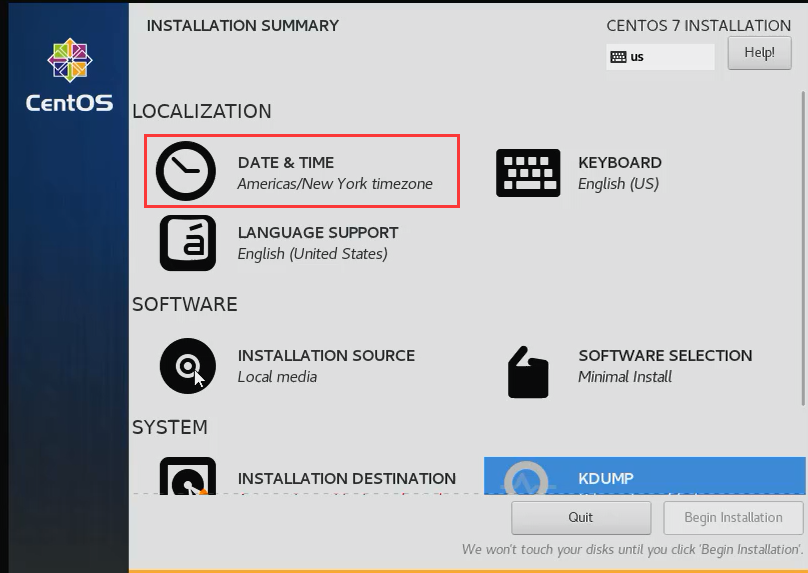 INSTALLATION SUMMARY
CENTOS 7 INSTALLATION
us
Help!
CentOS
LOCALIZATION
DATE & TIME
Americas/New York timezone
KEYBOARD
English (US)
á
LANGUAGE SUPPORT
English (United States)
SOFTWARE
INSTALLATION SOURCE
Local media
SOFTWARE SELECTION
Minimal Install
SYSTEM
INSTALLATION DESTINATION
KDUMP
Quit
Begin Installation
We won't touch your disks until you click 'Begin Installation'.